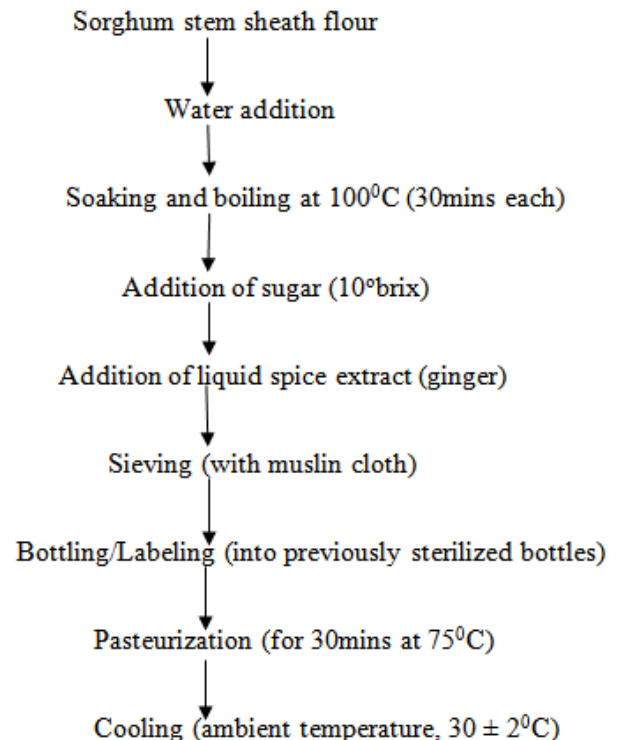 Sorghum stem sheath flour
Water addition
Soaking and boiling at 100⁰C (30mins each)
Addition of sugar (10°brix)
Addition of liquid spice extract (ginger)
Sieving (with muslin cloth)
Bottling/Labeling (into previously sterilized bottles)
Pasteurization (for 30mins at 75⁰C)
Cooling (ambient temperature, 30 ± 2⁰C)